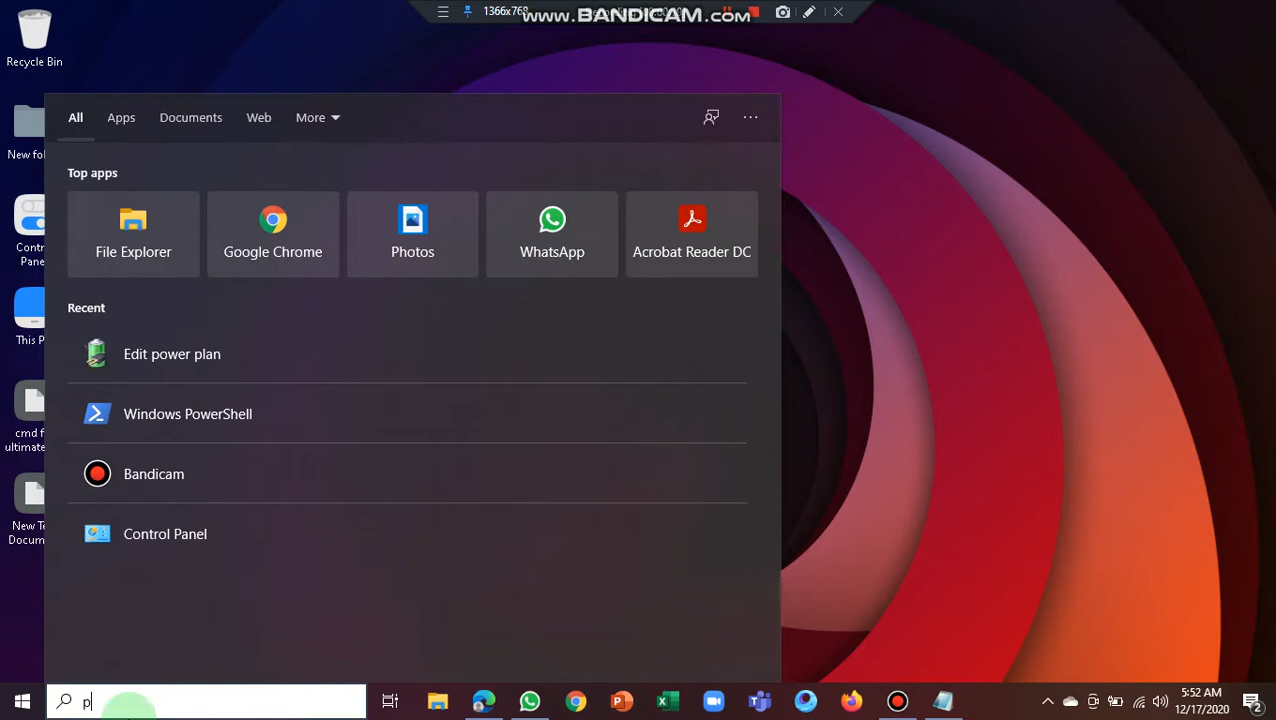 1366x768
www.BANDICAM.com
Recycle Bin
All Apps Documents Web More
New fo
Top apps
File Explorer Google Chrome Photos WhatsApp Acrobat Reader DC
Contr
Pane
Recent
This P
Edit power plan
Windows PowerShell
cmd f
ultimate
Bandicam
New Te
Docum
Control Panel
p
5:52 AM
12/17/2020
2